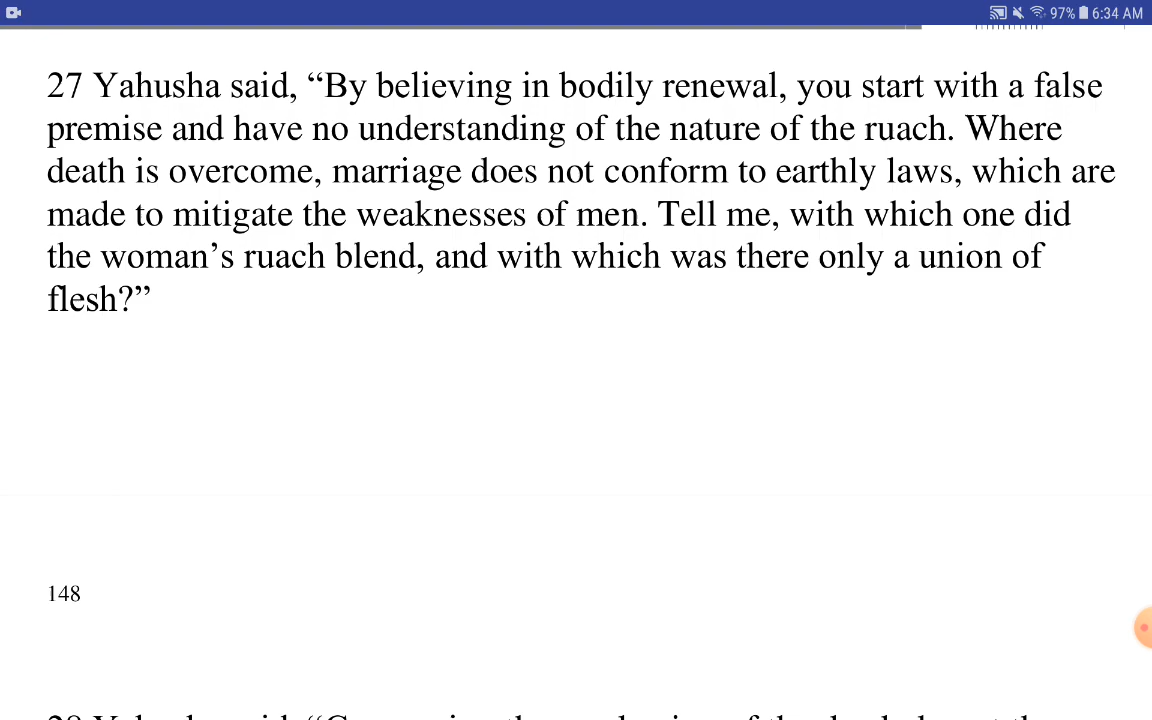 97% 6:34 AM
27 Yahusha said, “By believing in bodily renewal, you start with a false
premise and have no understanding of the nature of the ruach. Where
death is overcome, marriage does not conform to earthly laws, which are
made to mitigate the weaknesses of men. Tell me, with which one did
the woman’s ruach blend, and with which was there only a union of
flesh?”
148